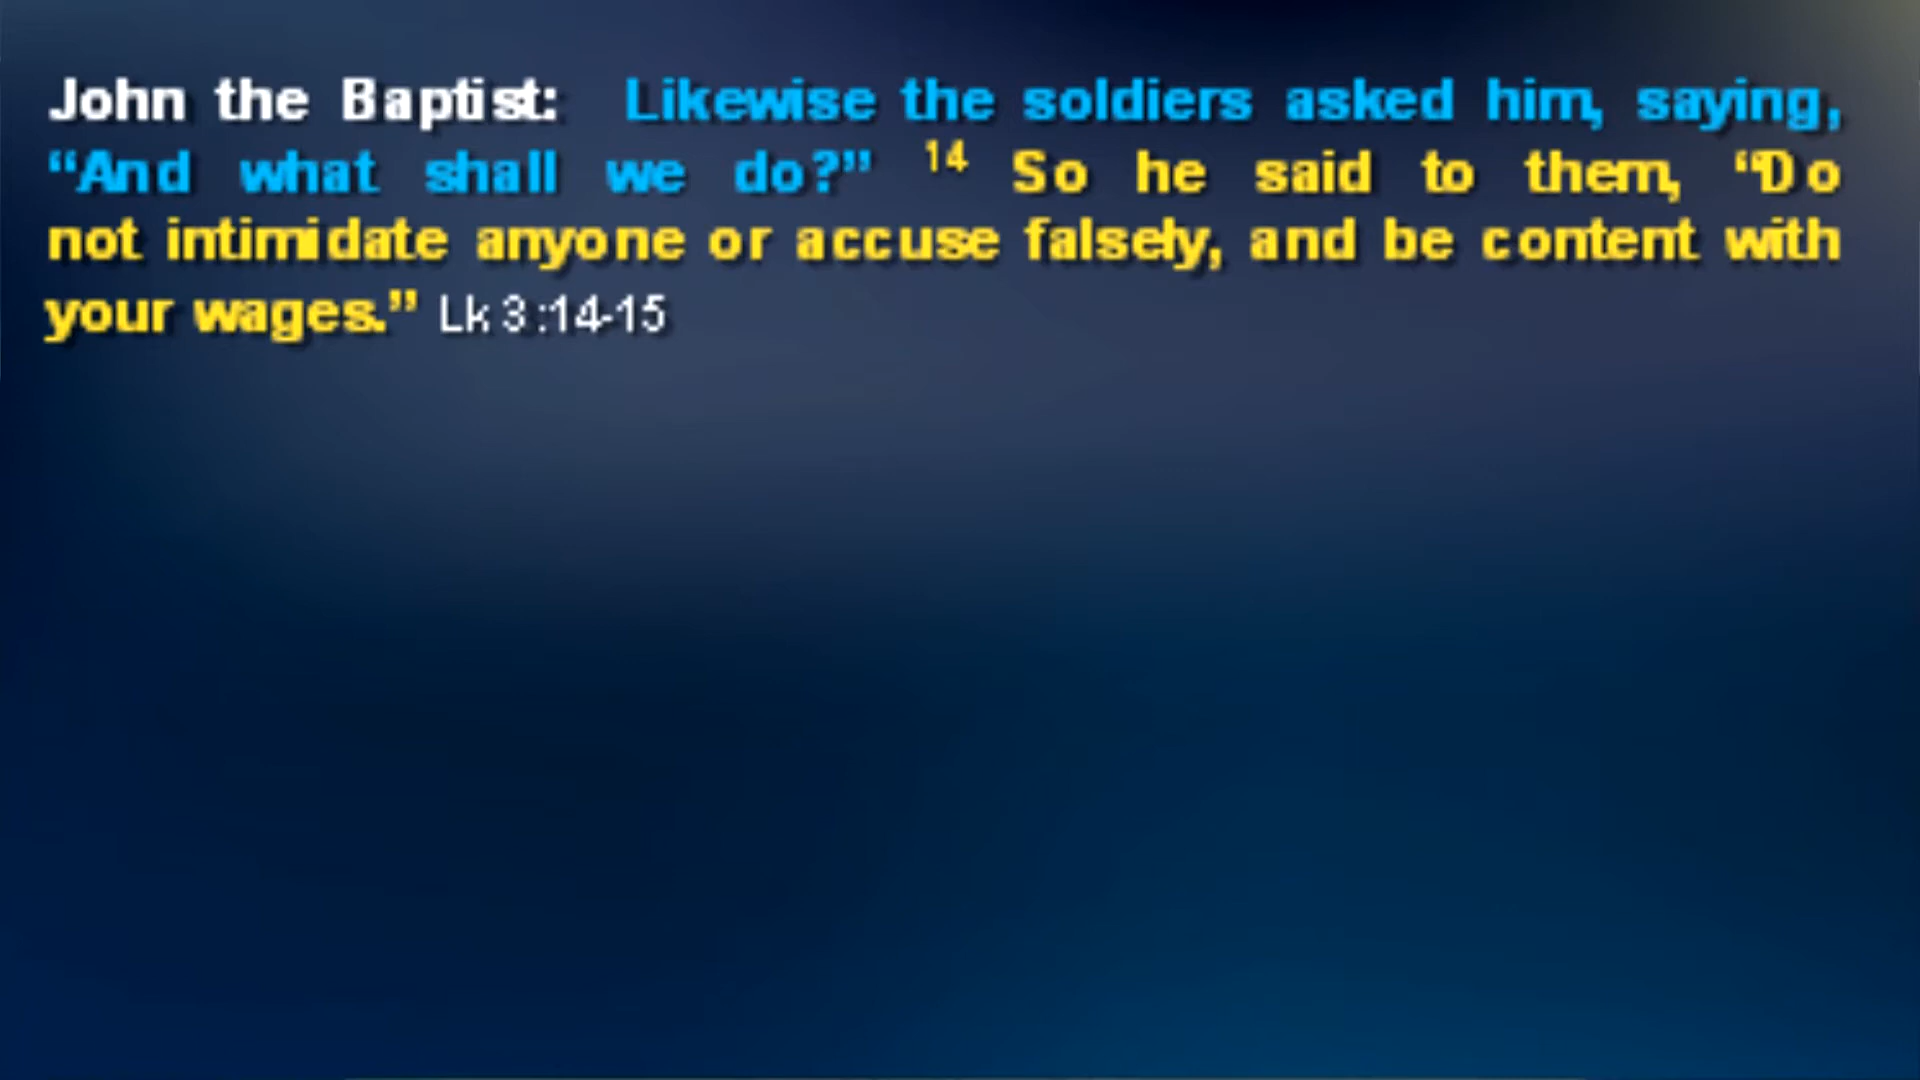 John the Baptist: Likewise the soldiers asked him, saying,
“And what shall we do?” 14 So he said to them, “Do
not intimidate anyone or accuse falsely, and be content with
your wages.” Lk 3:14-15